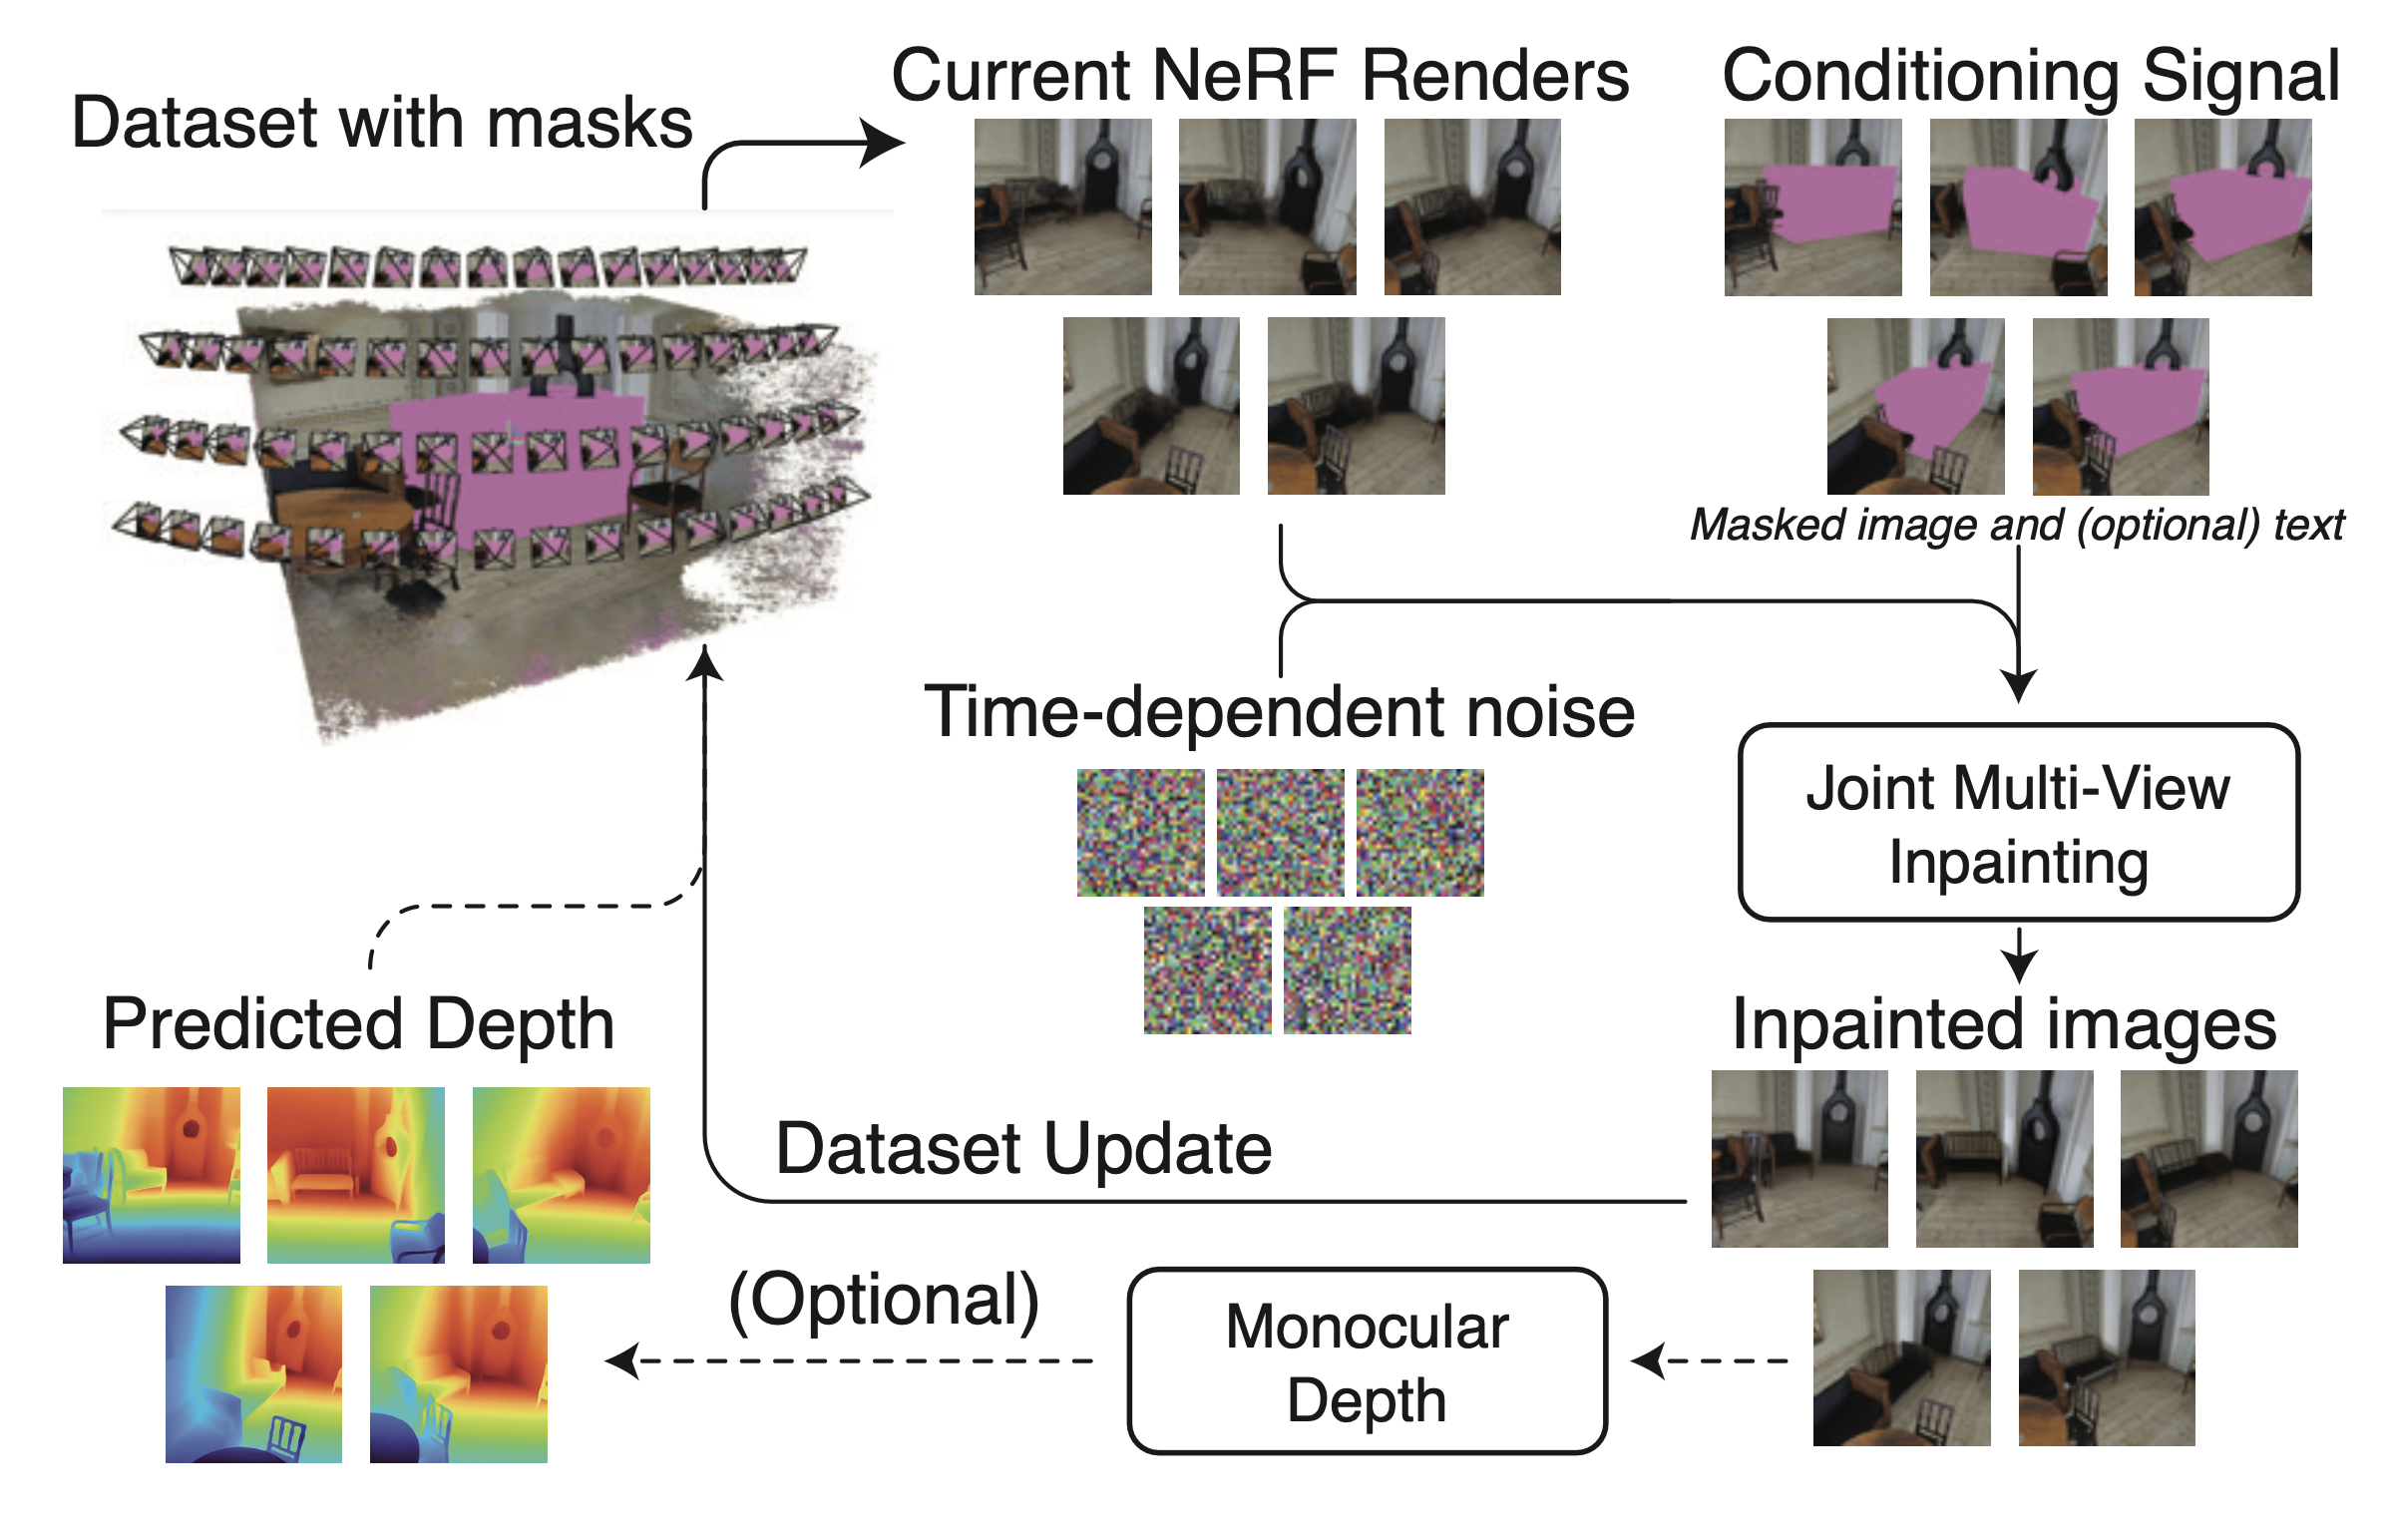 Dataset with masks
Current NeRF Renders
Conditioning Signal
Masked image and (optional) text
Time-dependent noise
Joint Multi-View
Inpainting
Predicted Depth
Inpainted images
Dataset Update
(Optional)
Monocular
Depth